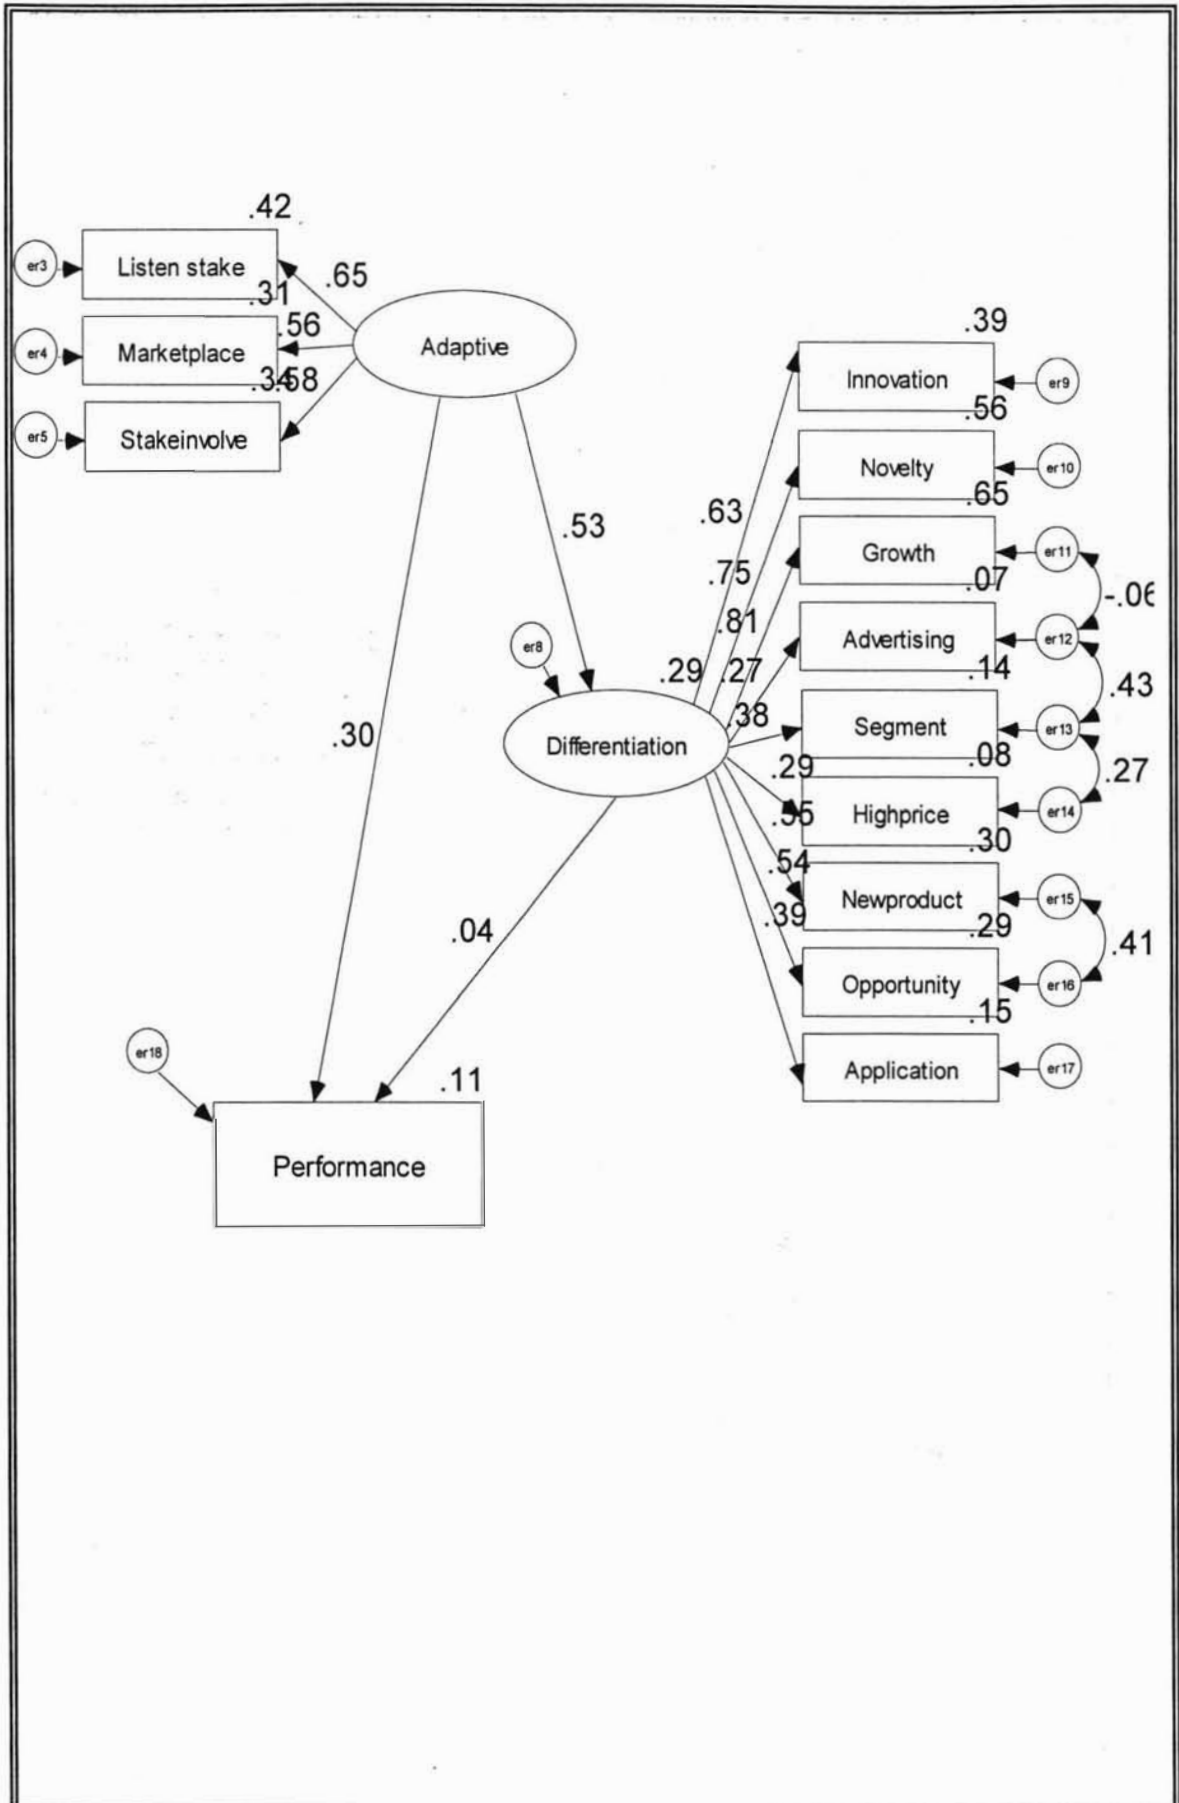 .42
er3
Listen stake
.65
.31
er4
Marketplace
.56
.34
.58
er5
Stakeinvolve
Adaptive
.39
Innovation
er9
.56
Novelty
er10
.65
Growth
er11
.07
-.06
Advertising
er12
.14
.43
Segment
er13
.08
.27
Highprice
er14
.30
Newproduct
er15
.29
.41
Opportunity
er16
.15
Application
er17
.53
.63
.75
.81
.27
.38
.29
.55
.54
.39
er8
.29
Differentiation
.30
.04
er18
.11
Performance